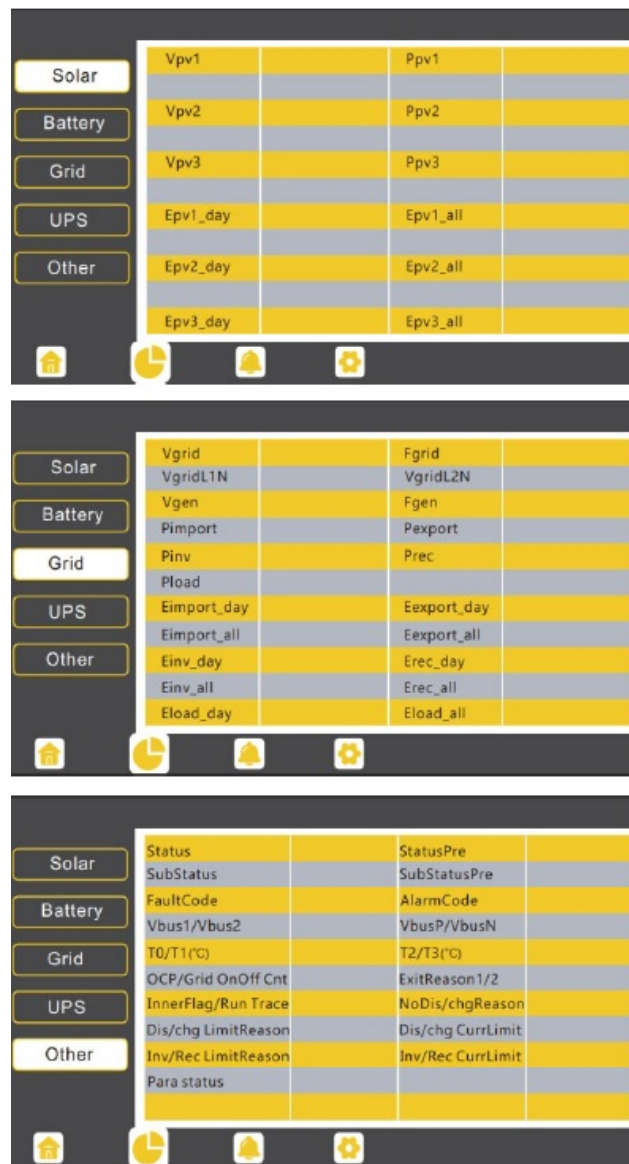 Solar
Battery
Grid
UPS
Other
Vpv1 Ppv1
Vpv2 Ppv2
Vpv3 Ppv3
Epv1_day Epv1_all
Epv2_day Epv2_all
Epv3_day Epv3_all
Solar
Battery
Grid
UPS
Other
Vgrid Fgrid
VgridL1N VgridL2N
Vgen Fgen
Pimport Pexport
Pinv Prec
Pload
Eimport_day Eexport_day
Eimport_all Eexport_all
Einv_day Erec_day
Einv_all Erec_all
Eload_day Eload_all
Solar
Battery
Grid
UPS
Other
Status StatusPre
SubStatus SubStatusPre
FaultCode AlarmCode
Vbus1/Vbus2 VbusP/VbusN
T0/T1(℃) T2/T3(℃)
OCP/Grid OnOff Cnt ExitReason1/2
InnerFlag/Run Trace NoDis/chgReason
Dis/chg LimitReason Dis/chg CurrLimit
Inv/Rec LimitReason Inv/Rec CurrLimit
Para status